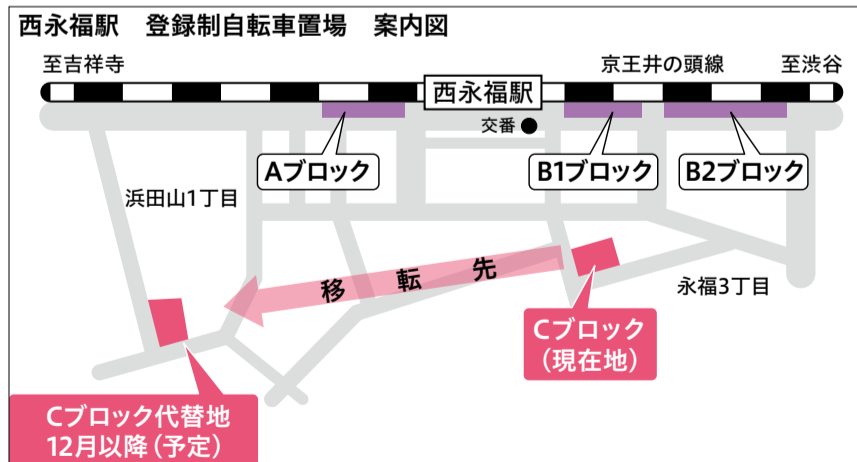 西永福駅 登録制自転車置場 案内図
至吉祥寺
京王井の頭線
至渋谷
西永福駅
交番
Aブロック
B1ブロック
B2ブロック
浜田山1丁目
移転先
永福3丁目
Cブロック
(現在地)
Cブロック代替地
12月以降(予定)